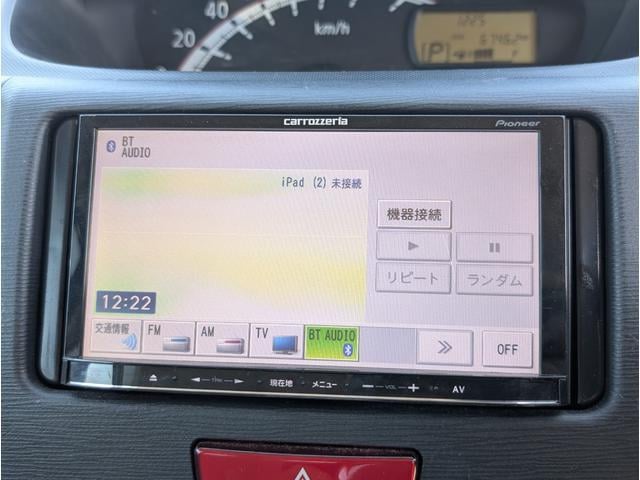 20
40
km/h
P
carrozzeria
Pioneer
BT
AUDIO
iPad (2) 未接続
機器接続
リピート
ランダム
12:22
交通情報
FM
AM
TV
BT AUDIO
OFF
TRK
現在地
メニュー
VOL
AV